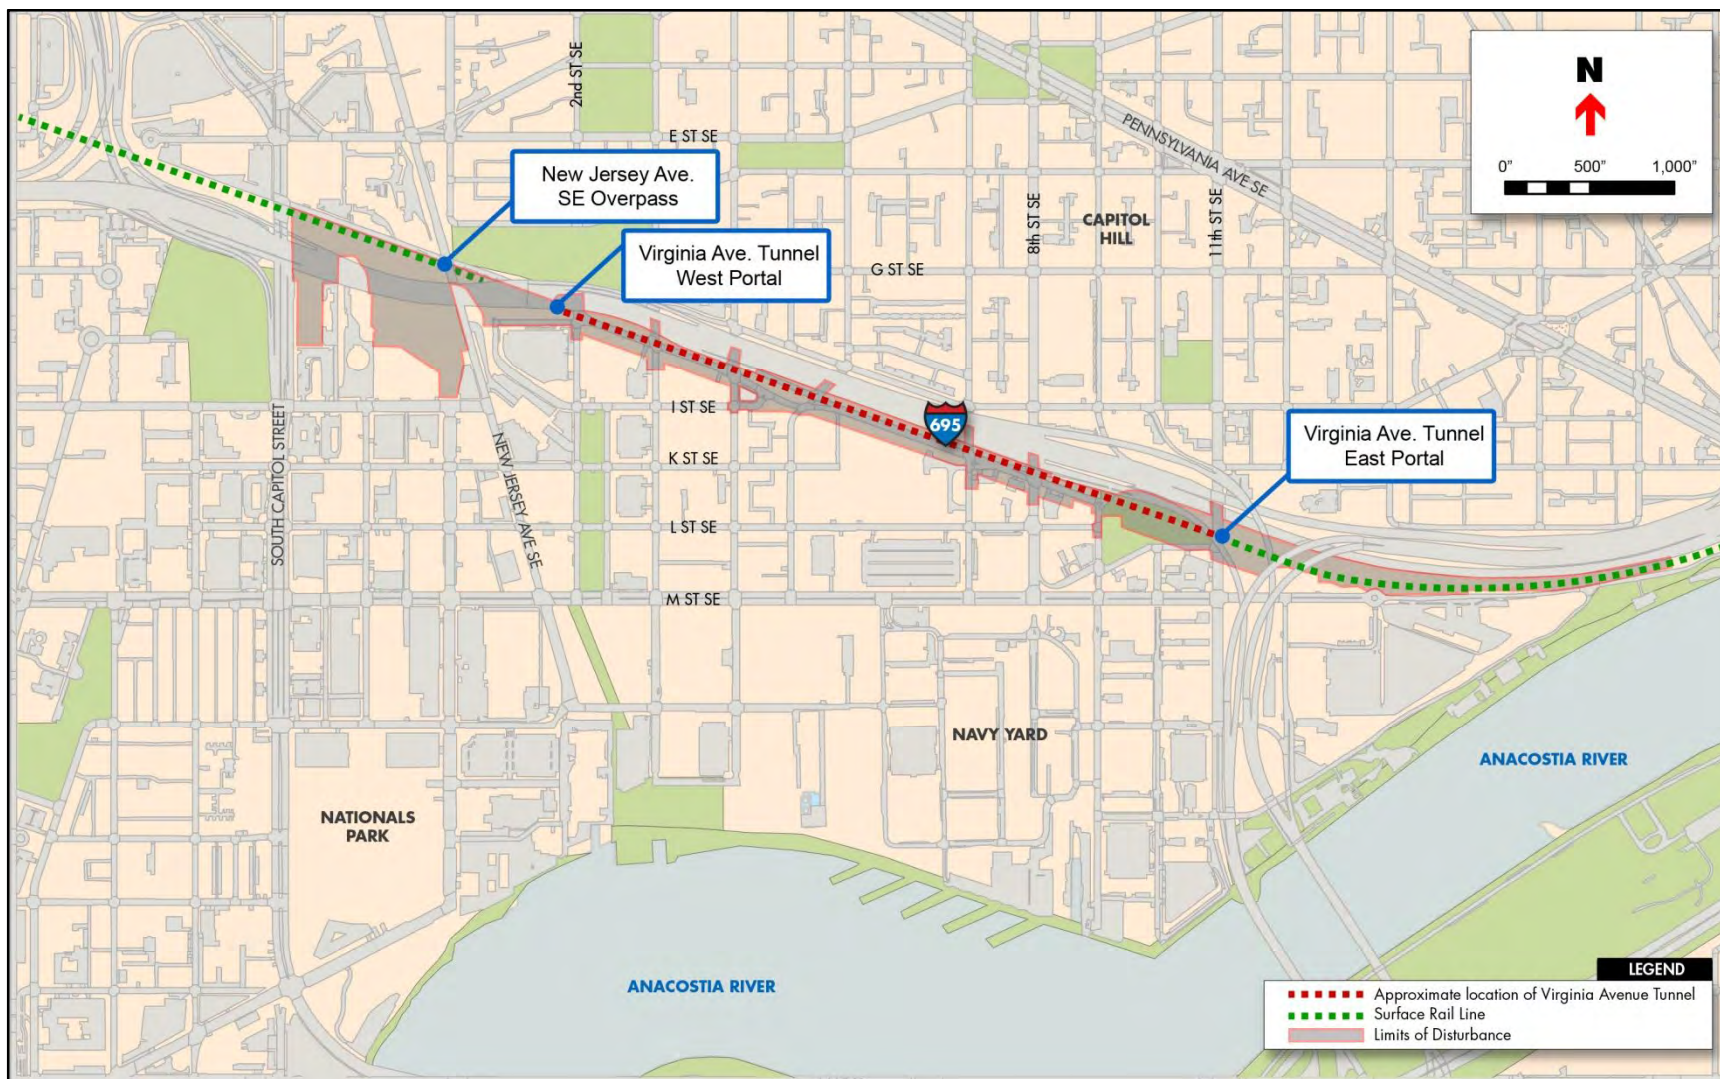 2nd ST SE
N
0"
500"
1,000"
E ST SE
PENNSYLVANIA AVE SE
New Jersey Ave.
SE Overpass
Virginia Ave. Tunnel
West Portal
8th ST SE
CAPITOL
HILL
11th ST SE
G ST SE
I ST SE
695
Virginia Ave. Tunnel
East Portal
SOUTH CAPITOL STREET
NEW JERSEY AVE SE
K ST SE
L ST SE
M ST SE
NAVY YARD
ANACOSTIA RIVER
NATIONALS
PARK
ANACOSTIA RIVER
LEGEND
Approximate location of Virginia Avenue Tunnel
Surface Rail Line
Limits of Disturbance